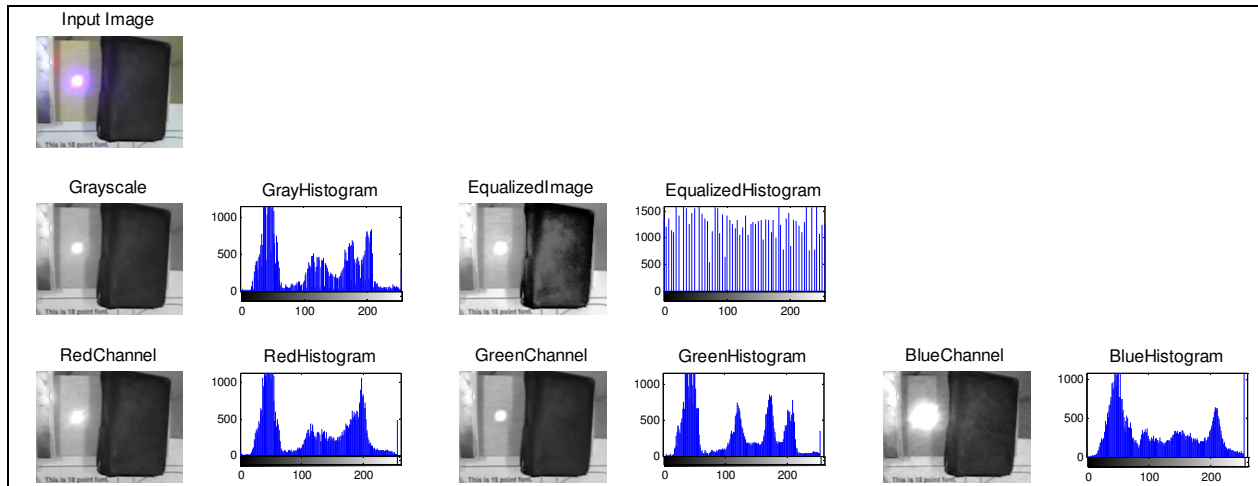 Input Image
This is 18 point font.
Grayscale
GrayHistogram
EqualizedImage
EqualizedHistogram
This is 18 point font.
1000
500
0
0
100
200
This is 18 point font.
1500
1000
500
0
0
100
200
RedChannel
RedHistogram
GreenChannel
GreenHistogram
BlueChannel
BlueHistogram
This is 18 point font.
1000
500
0
0
100
200
This is 18 point font.
1000
500
0
0
100
200
This is 18 point font.
1000
500
0
0
100
200